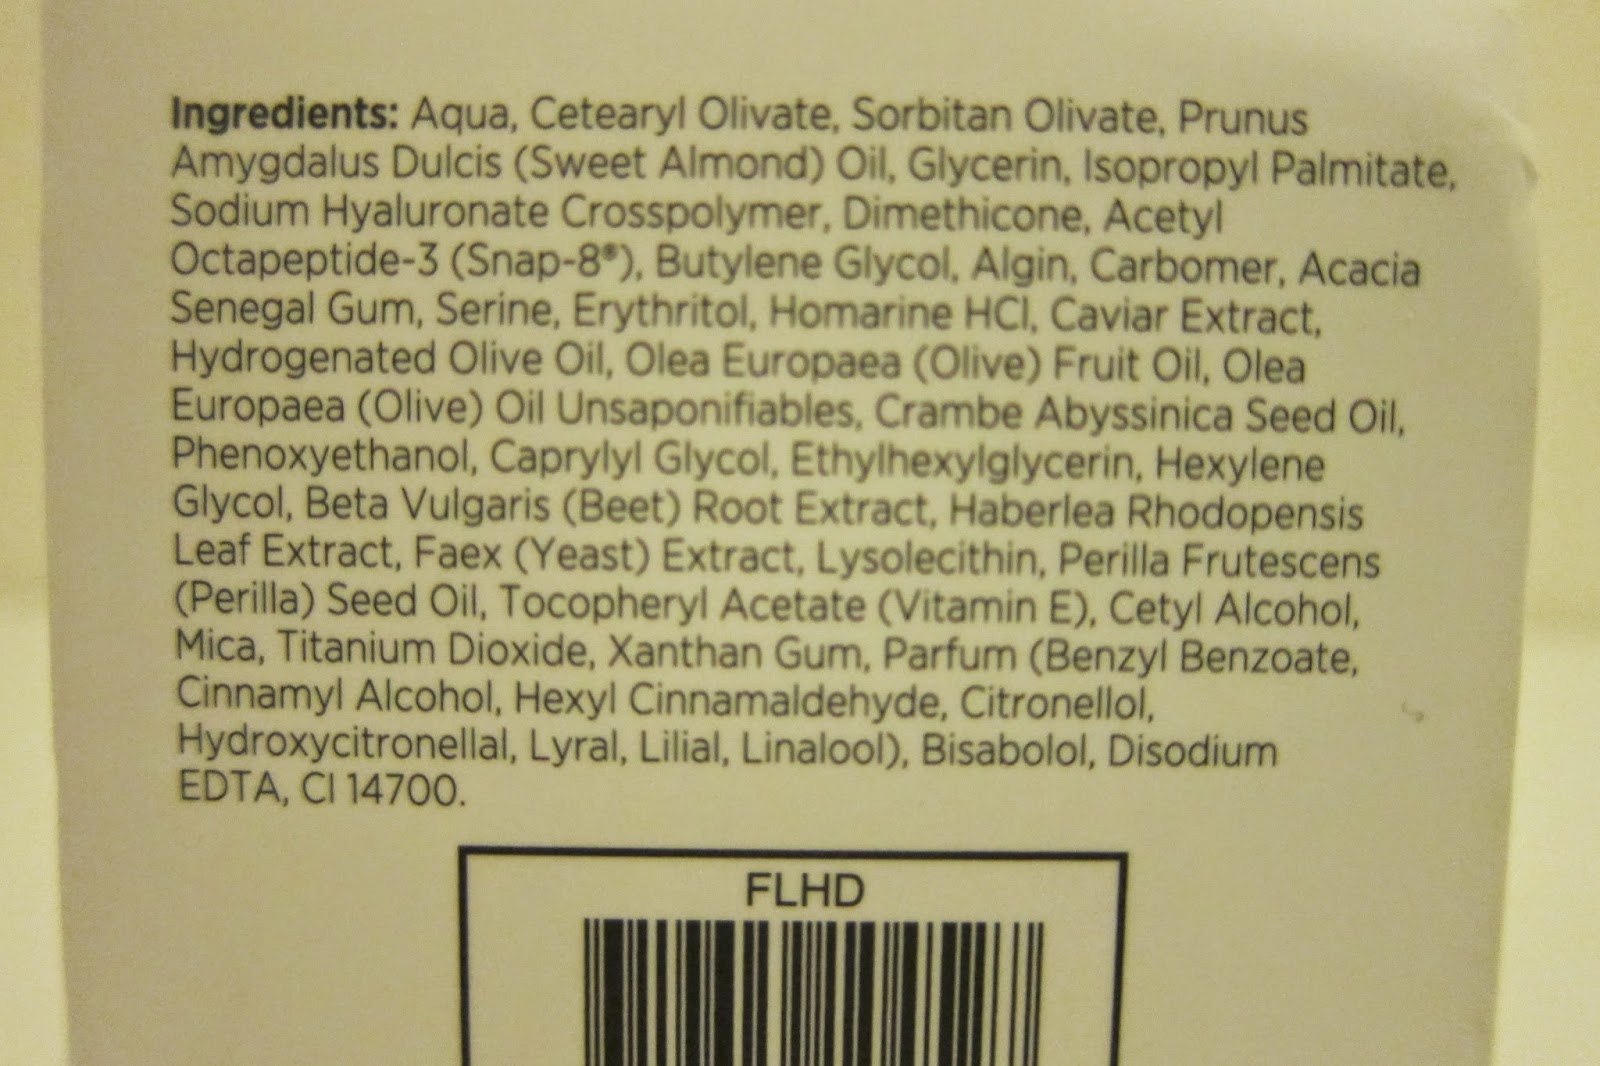 Ingredients: Aqua, Cetearyl Olivate, Sorbitan Olivate, Prunus
Amygdalus Dulcis (Sweet Almond) Oil, Glycerin, Isopropyl Palmitate,
Sodium Hyaluronate Crosspolymer, Dimethicone, Acetyl
Octapeptide-3 (Snap-8®), Butylene Glycol, Algin, Carbomer, Acacia
Senegal Gum, Serine, Erythritol, Homarine HCl, Caviar Extract,
Hydrogenated Olive Oil, Olea Europaea (Olive) Fruit Oil, Olea
Europaea (Olive) Oil Unsaponifiables, Crambe Abyssinica Seed Oil,
Phenoxyethanol, Caprylyl Glycol, Ethylhexylglycerin, Hexylene
Glycol, Beta Vulgaris (Beet) Root Extract, Haberlea Rhodopensis
Leaf Extract, Faex (Yeast) Extract, Lysolecithin, Perilla Frutescens
(Perilla) Seed Oil, Tocopheryl Acetate (Vitamin E), Cetyl Alcohol,
Mica, Titanium Dioxide, Xanthan Gum, Parfum (Benzyl Benzoate,
Cinnamyl Alcohol, Hexyl Cinnamaldehyde, Citronellol,
Hydroxycitronellal, Lyral, Lilial, Linalool), Bisabolol, Disodium
EDTA, CI 14700.
FLHD